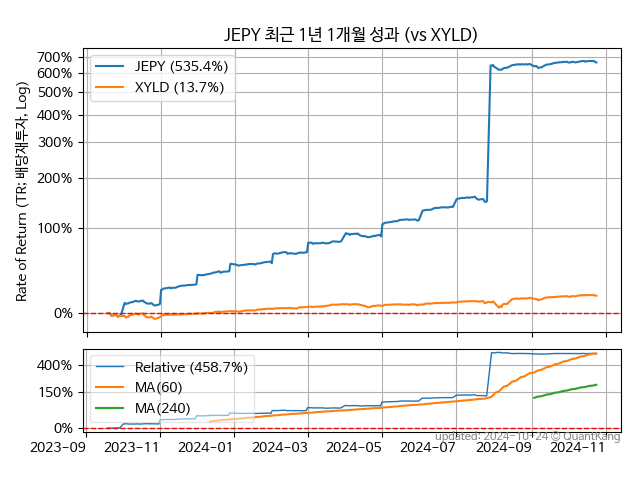 JEPY 최근 1년 1개월 성과 (vs XYLD)
Rate of Return (TR; 배당재투자, Log)
700%
600%
500%
400%
300%
200%
100%
0%
JEPY (535.4%)
XYLD (13.7%)
400%
150%
0%
Relative (458.7%)
MA(60)
MA(240)
updated: 2024-10-24 © QuantKang
2023-09 2023-11 2024-01 2024-03 2024-05 2024-07 2024-09 2024-11